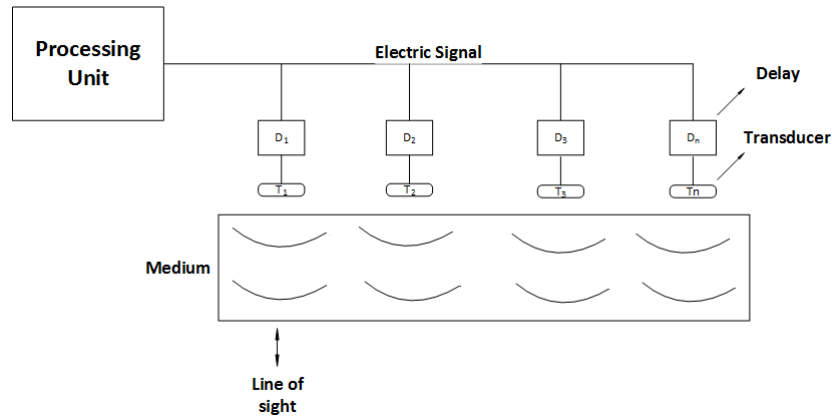 Processing
Unit
Electric Signal
Delay
D₁
D₂
D₃
Dₙ
Transducer
T₁
T₂
T₃
Tn
Medium
Line of
sight